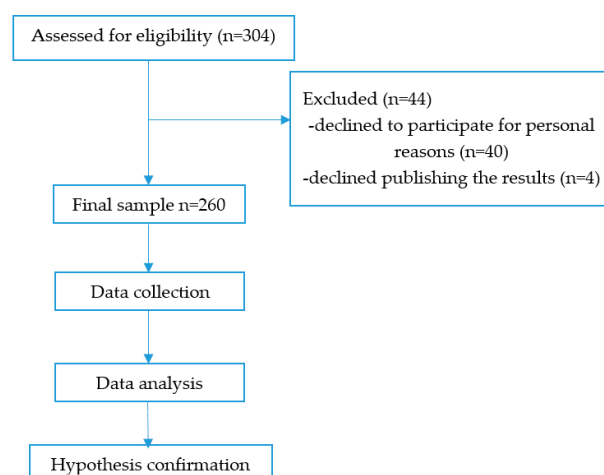 Assessed for eligibility (n=304)
Excluded (n=44)
-declined to participate for personal
reasons (n=40)
-declined publishing the results (n=4)
Final sample n=260
Data collection
Data analysis
Hypothesis confirmation